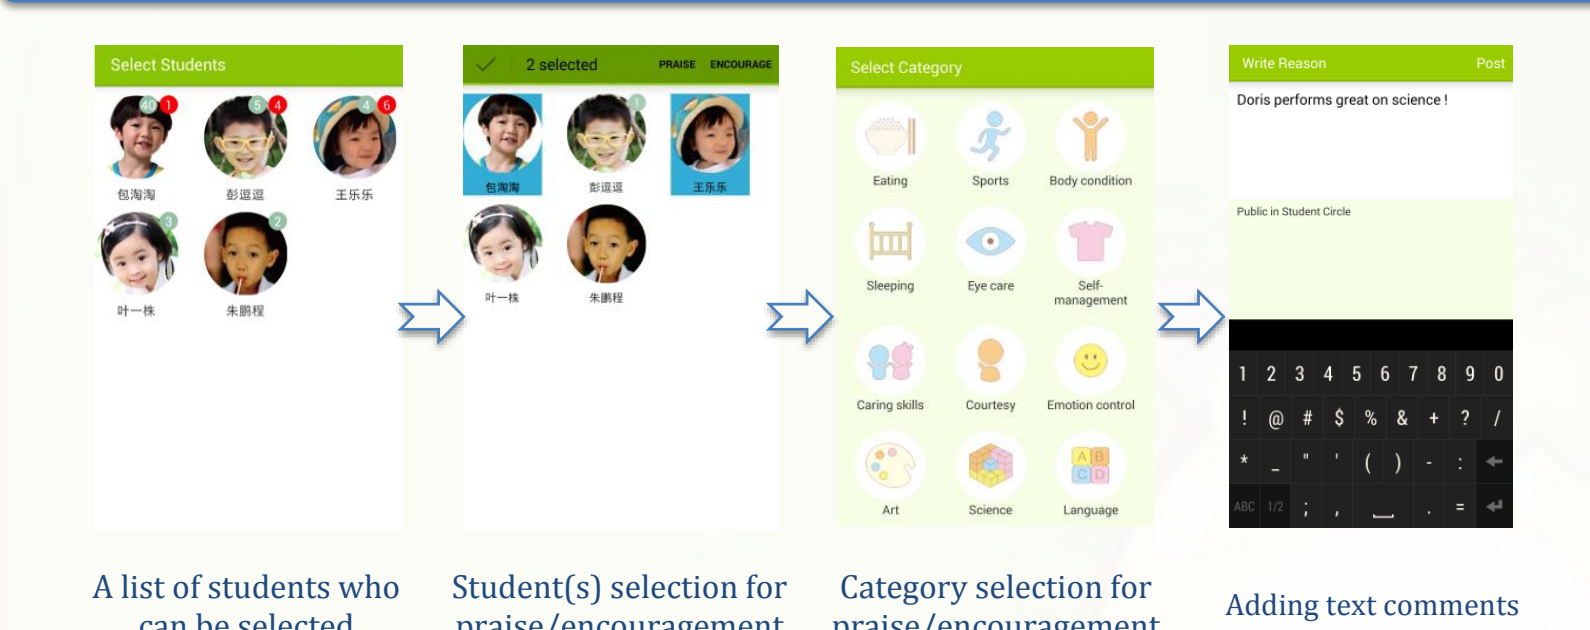 Select Students
40 1
5 4
4 6
包淘淘
彭逗逗
王乐乐
3
2
叶一株
朱鹏程
2 selected PRAISE ENCOURAGE
1
包淘淘
彭逗逗
王乐乐
叶一株
朱鹏程
Select Category
Eating
Sports
Body condition
Sleeping
Eye care
Self-
management
Caring skills
Courtesy
Emotion control
A B
C D
Art
Science
Language
Write Reason Post
Doris performs great on science !
Public in Student Circle
1 2 3 4 5 6 7 8 9 0
! @ # $ % & + ? /
* _ " ' ( ) - :
ABC 1/2 ; , . =
A list of students who
can be selected
Student(s) selection for
praise/encouragement
Category selection for
praise/encouragement
Adding text comments